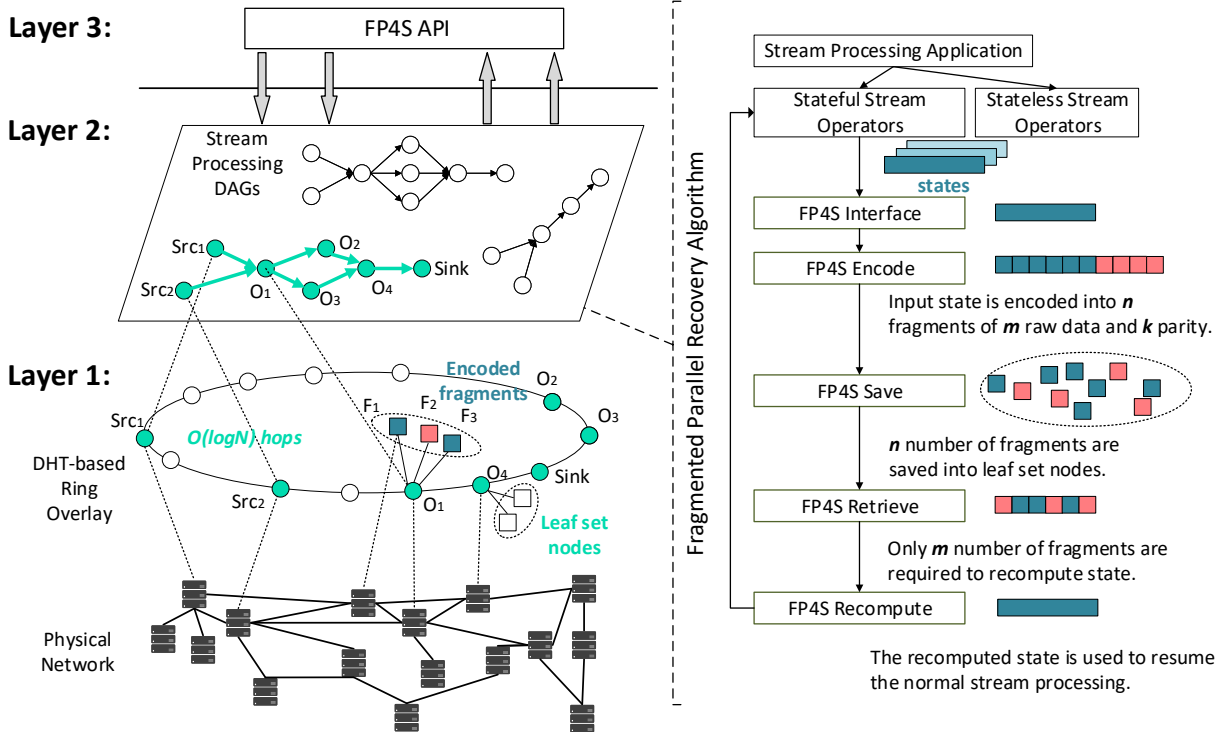 Layer 3:
FP4S API
Layer 2:
Stream
Processing
DAGs
Src1
O2
Sink
Src2
O1
O3
O4
Layer 1:
Encoded
fragments
O2
F1
F2
F3
Src1
O(logN) hops
O3
DHT-based
Ring
Overlay
O4
Sink
Src2
O1
Leaf set
nodes
Physical
Network
Fragmented Parallel Recovery Algorithm
Stream Processing Application
Stateful Stream
Operators
Stateless Stream
Operators
states
FP4S Interface
FP4S Encode
Input state is encoded into n
fragments of m raw data and k parity.
FP4S Save
n number of fragments are
saved into leaf set nodes.
FP4S Retrieve
Only m number of fragments are
required to recompute state.
FP4S Recompute
The recomputed state is used to resume
the normal stream processing.